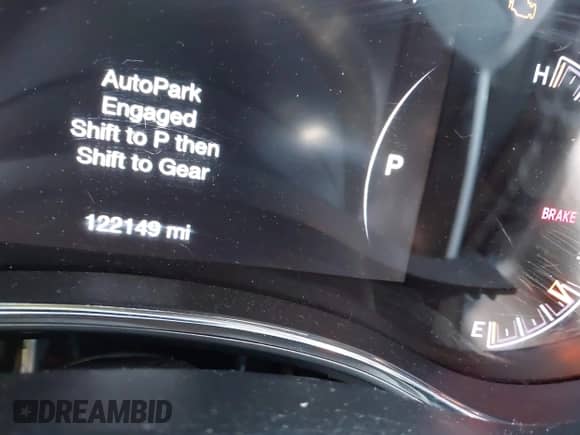 AutoPark
Engaged
Shift to P then
Shift to Gear
122149 mi
P
H
BRAKE
E
DREAMBID